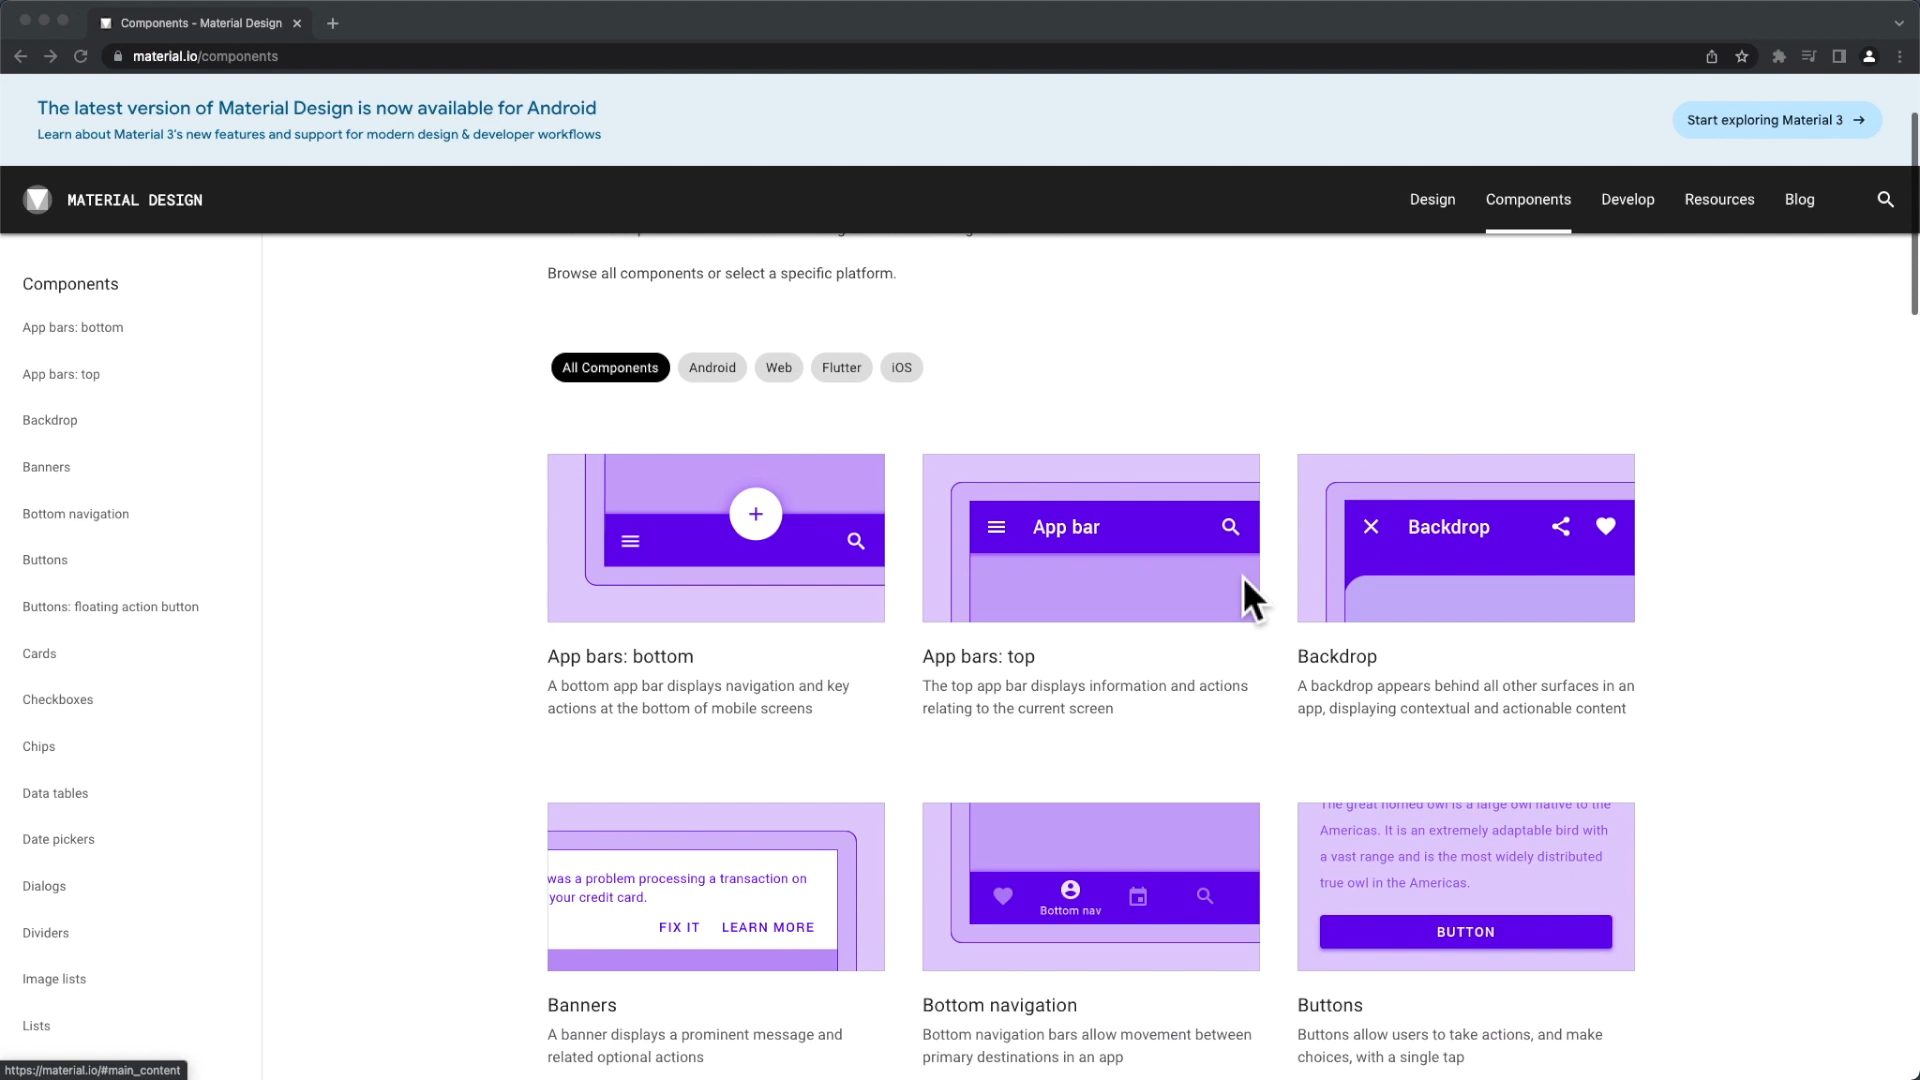 Components - Material Design
material.io/components
The latest version of Material Design is now available for Android
Learn about Material 3's new features and support for modern design & developer workflows
Start exploring Material 3
MATERIAL DESIGN
Design
Components
Develop
Resources
Blog
Components
App bars: bottom
App bars: top
Backdrop
Banners
Bottom navigation
Buttons
Buttons: floating action button
Cards
Checkboxes
Chips
Data tables
Date pickers
Dialogs
Dividers
Image lists
Lists
https://material.io/#main_content
Browse all components or select a specific platform.
All Components
Android
Web
Flutter
iOS
App bars: bottom
A bottom app bar displays navigation and key
actions at the bottom of mobile screens
App bar
App bars: top
The top app bar displays information and actions
relating to the current screen
Backdrop
Backdrop
A backdrop appears behind all other surfaces in an
app, displaying contextual and actionable content
was a problem processing a transaction on
your credit card.
FIX IT LEARN MORE
Banners
A banner displays a prominent message and
related optional actions
Bottom nav
Bottom navigation
Bottom navigation bars allow movement between
primary destinations in an app
The great horned owl is a large owl native to the
Americas. It is an extremely adaptable bird with
a vast range and is the most widely distributed
true owl in the Americas.
BUTTON
Buttons
Buttons allow users to take actions, and make
choices, with a single tap